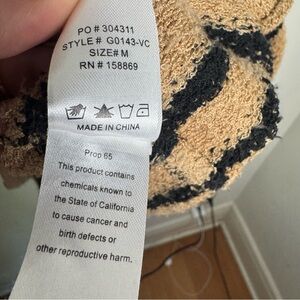 PO # 304311
STYLE # G0143-VC
SIZE# M
RN # 158869
MADE IN CHINA
Prop 65
This product contains
chemicals known to
the State of California
to cause cancer and
birth defects or
other reproductive harm.